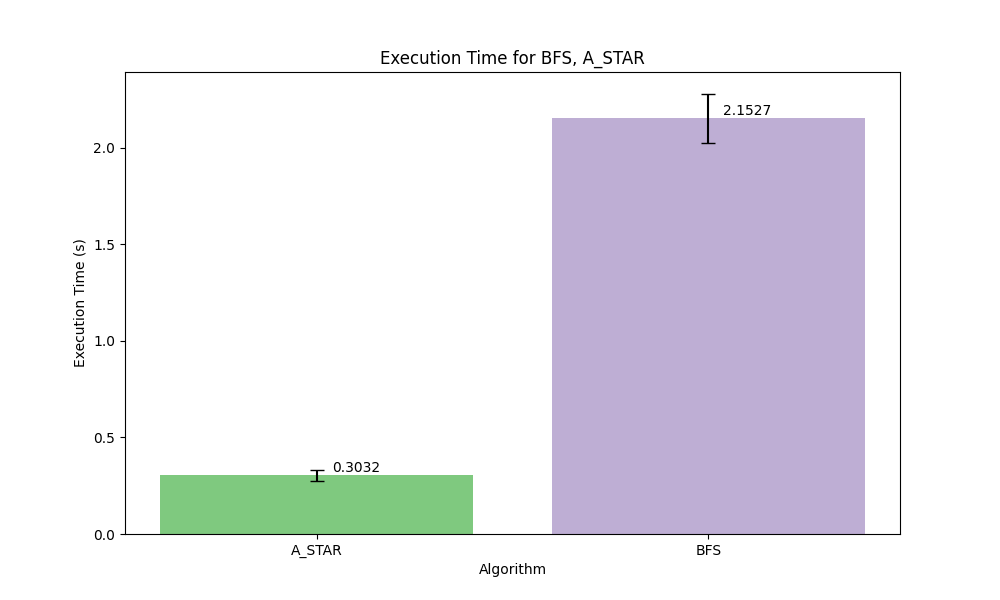 Execution Time for BFS, A_STAR
2.1527
2.0
1.5
Execution Time (s)
1.0
0.5
0.3032
0.0
A_STAR
BFS
Algorithm